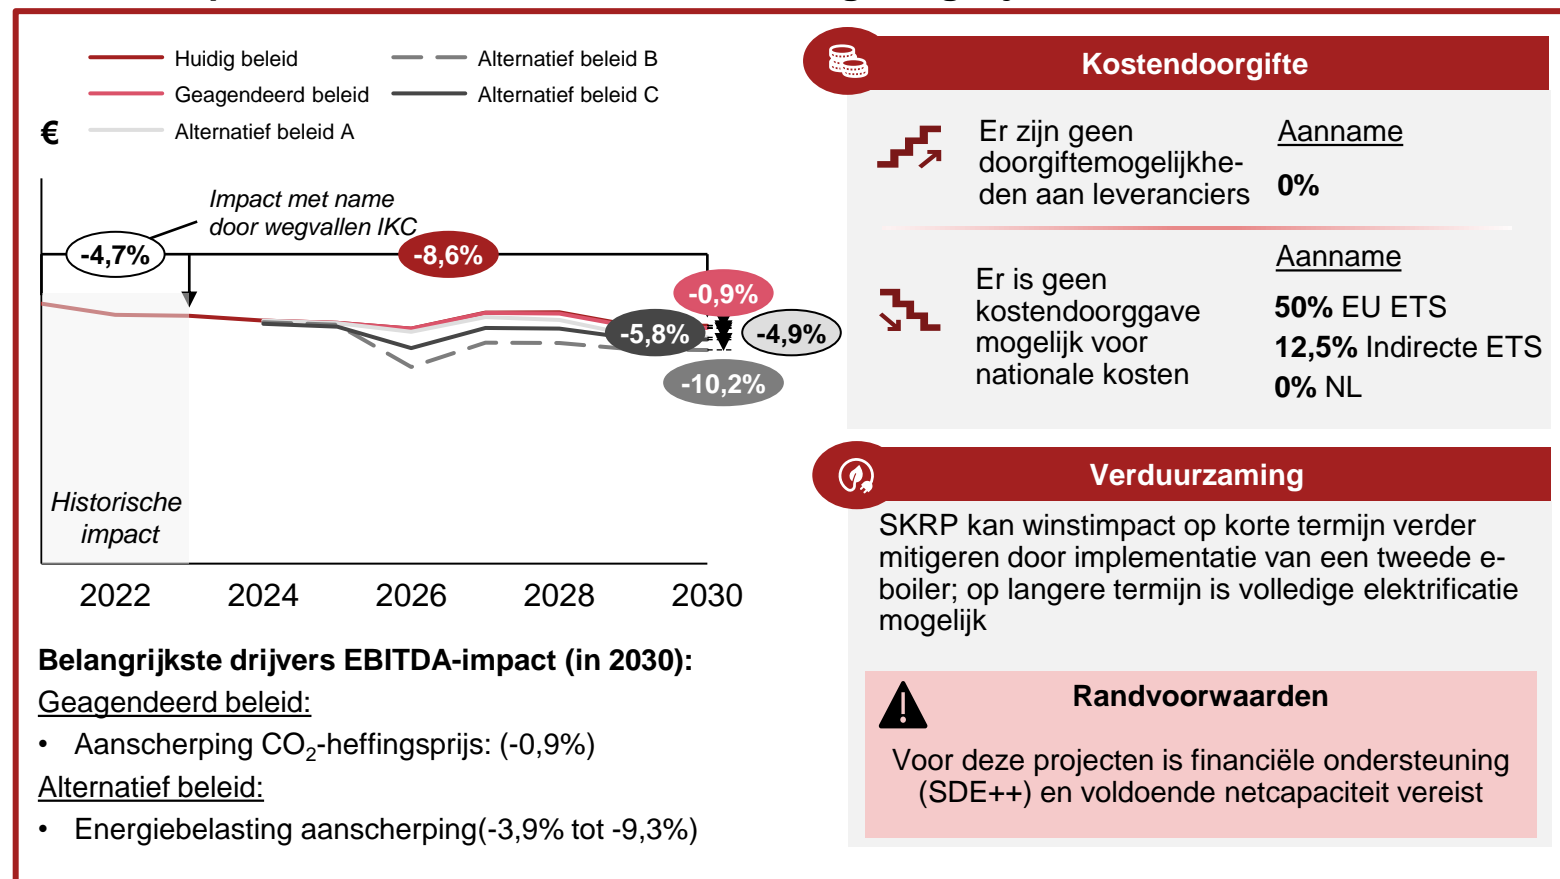 Huidig beleid
Geagendeerd beleid
Alternatief beleid A
Alternatief beleid B
Alternatief beleid C
€
Impact met name
door wegvallen IKC
-4,7%
-8,6%
-0,9%
-5,8%
-4,9%
-10,2%
Historische
impact
2022
2024
2026
2028
2030
Belangrijkste drijvers EBITDA-impact (in 2030):
Geagendeerd beleid:
• Aanscherping CO₂-heffingsprijs: (-0,9%)
Alternatief beleid:
• Energiebelasting aanscherping(-3,9% tot -9,3%)
Kostendoorgifte
Er zijn geen
doorgiftemogelijkhe-
den aan leveranciers
Aanname
0%
Er is geen
kostendoorggave
mogelijk voor
nationale kosten
Aanname
50% EU ETS
12,5% Indirecte ETS
0% NL
Verduurzaming
SKRP kan winstimpact op korte termijn verder
mitigeren door implementatie van een tweede e-
boiler; op langere termijn is volledige elektrificatie
mogelijk
Randvoorwaarden
Voor deze projecten is financiële ondersteuning
(SDE++) en voldoende netcapaciteit vereist